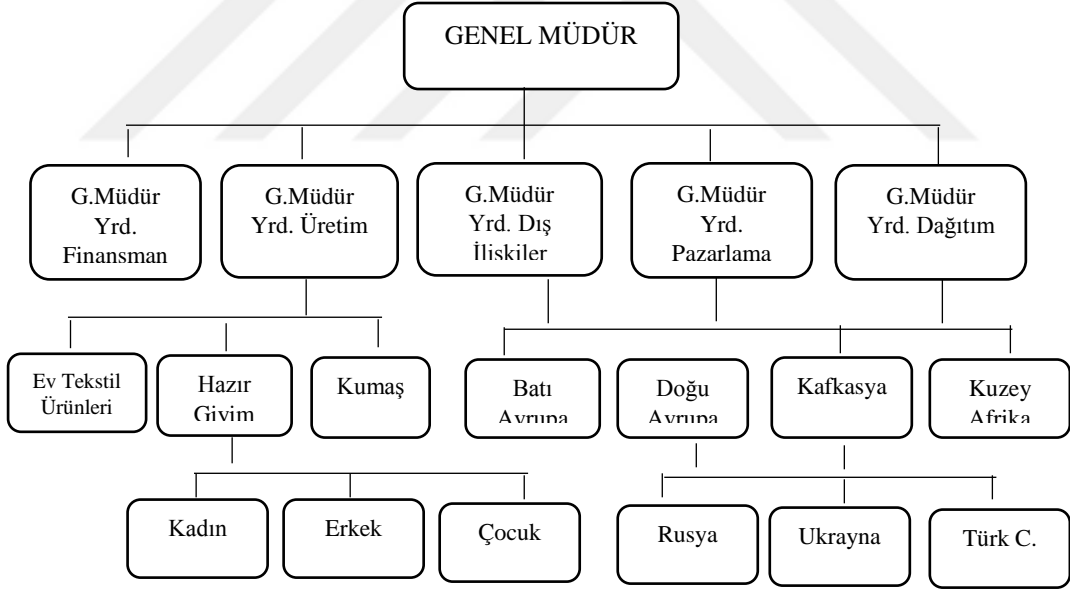 GENEL MÜDÜR
G.Müdür
Yrd.
Finansman
G.Müdür
Yrd. Üretim
G.Müdür
Yrd. Dış
İlişkiler
G.Müdür
Yrd.
Pazarlama
G.Müdür
Yrd. Dağıtım
Ev Tekstil
Ürünleri
Hazır
Giyim
Kumaş
Batı
Avrupa
Doğu
Avrupa
Kafkasya
Kuzey
Afrika
Kadın
Erkek
Çocuk
Rusya
Ukrayna
Türk C.